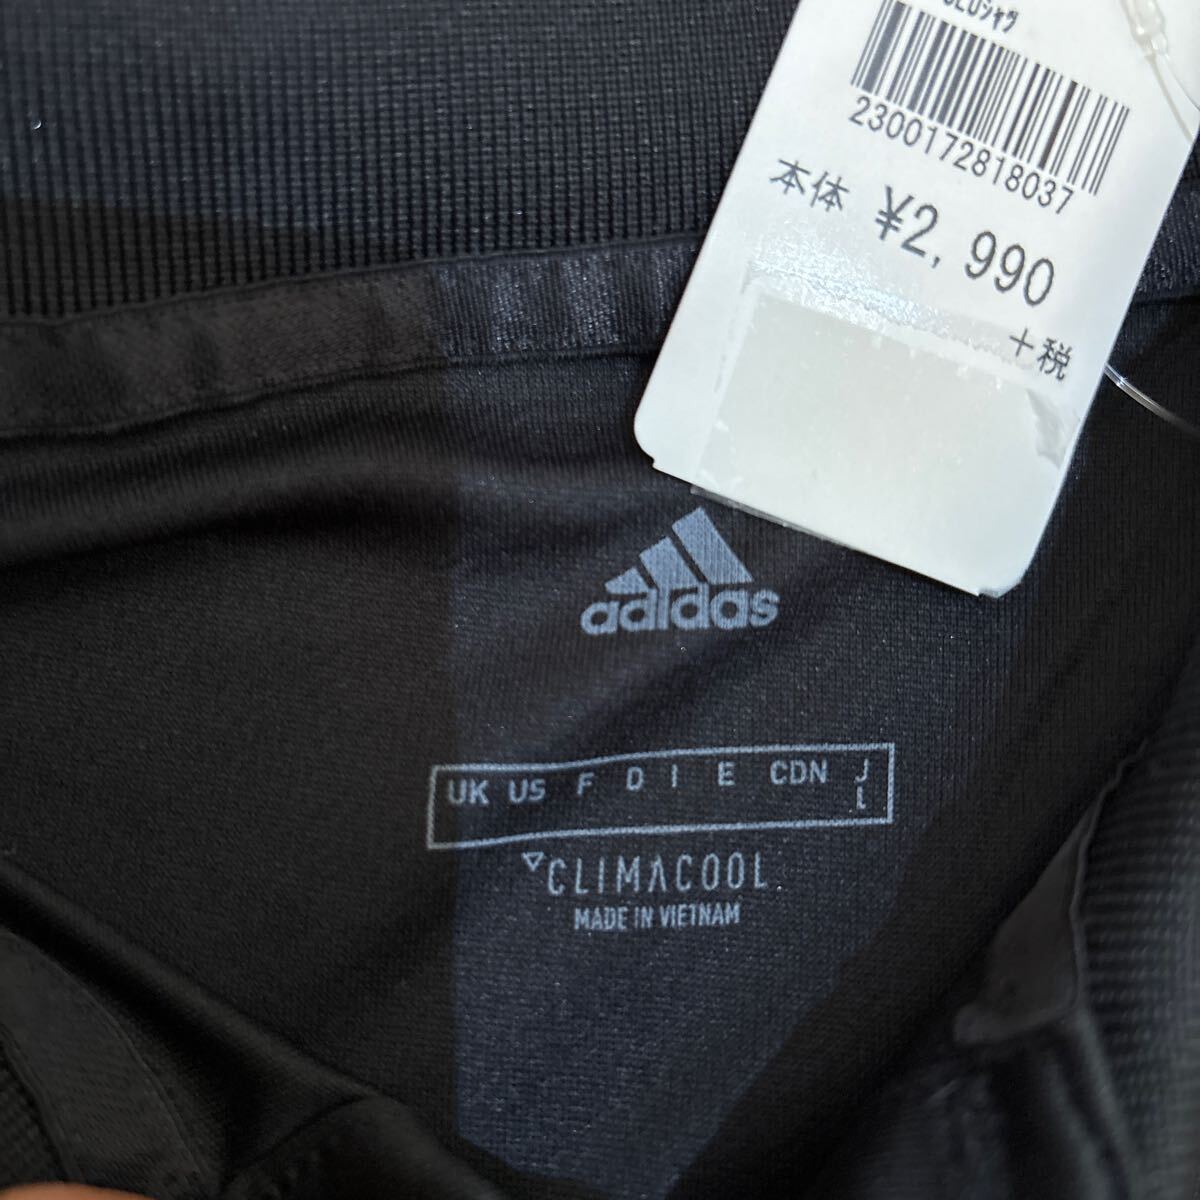 2300172818037
本体 ¥2,990
+税
adidas
UK US F D I E CDN J
L
CLIMACOOL
MADE IN VIETNAM